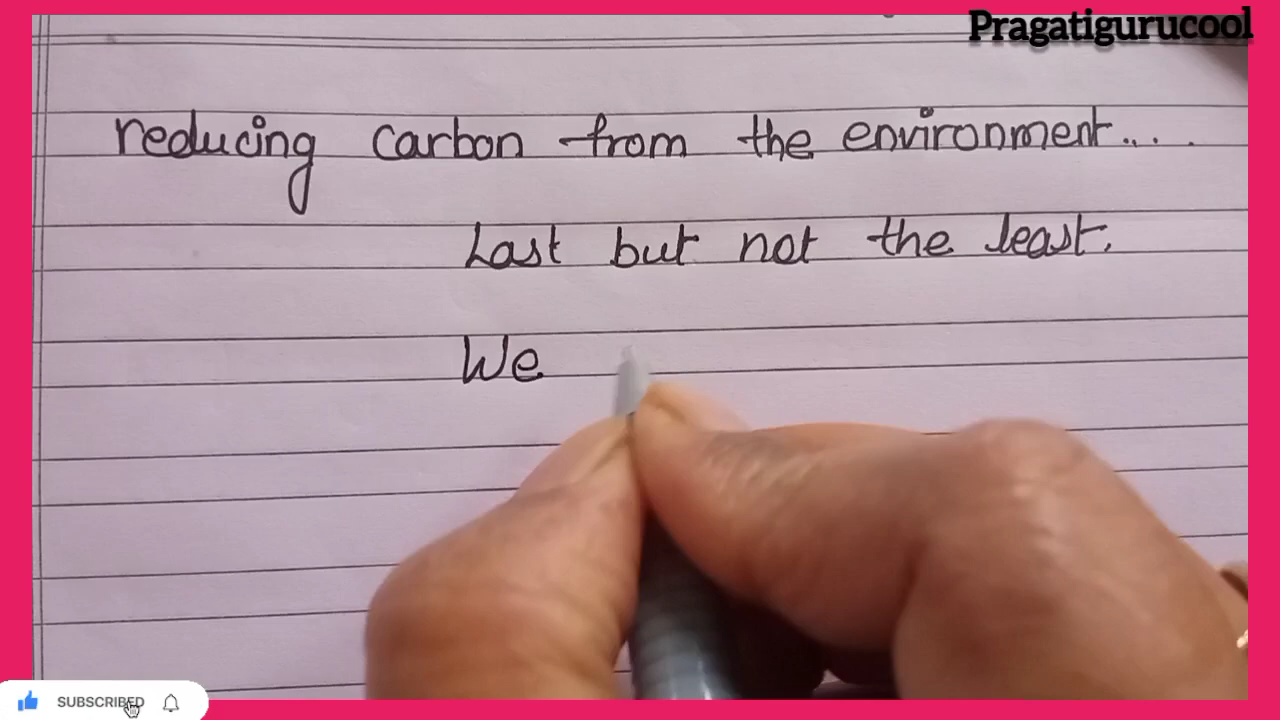 Pragatigurucool
reducing carbon from the environment...
Last but not the least.
We
SUBSCRIBED